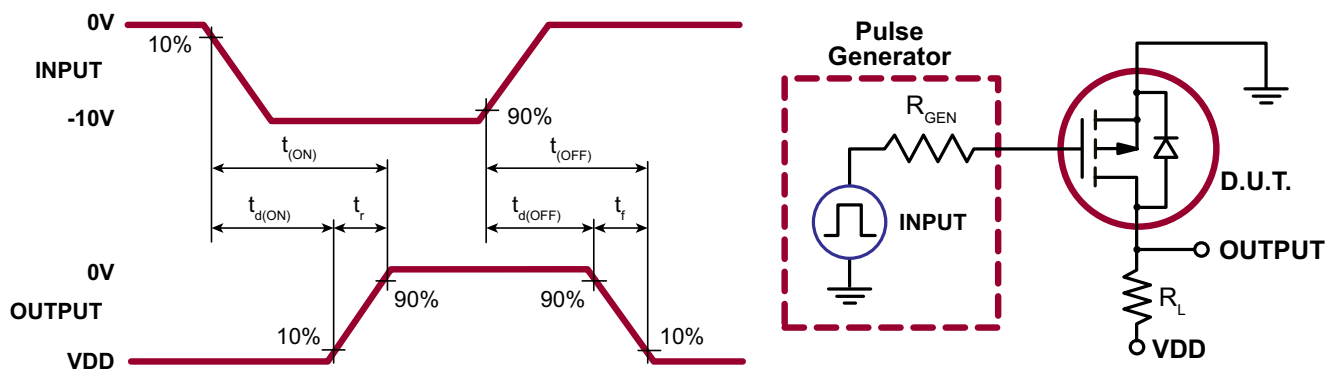 0V
10%
INPUT
-10V
90%
t(ON)
t(OFF)
td(ON)
tr
td(OFF)
tf
0V
90%
90%
OUTPUT
10%
10%
VDD
Pulse
Generator
RGEN
INPUT
D.U.T.
OUTPUT
RL
VDD